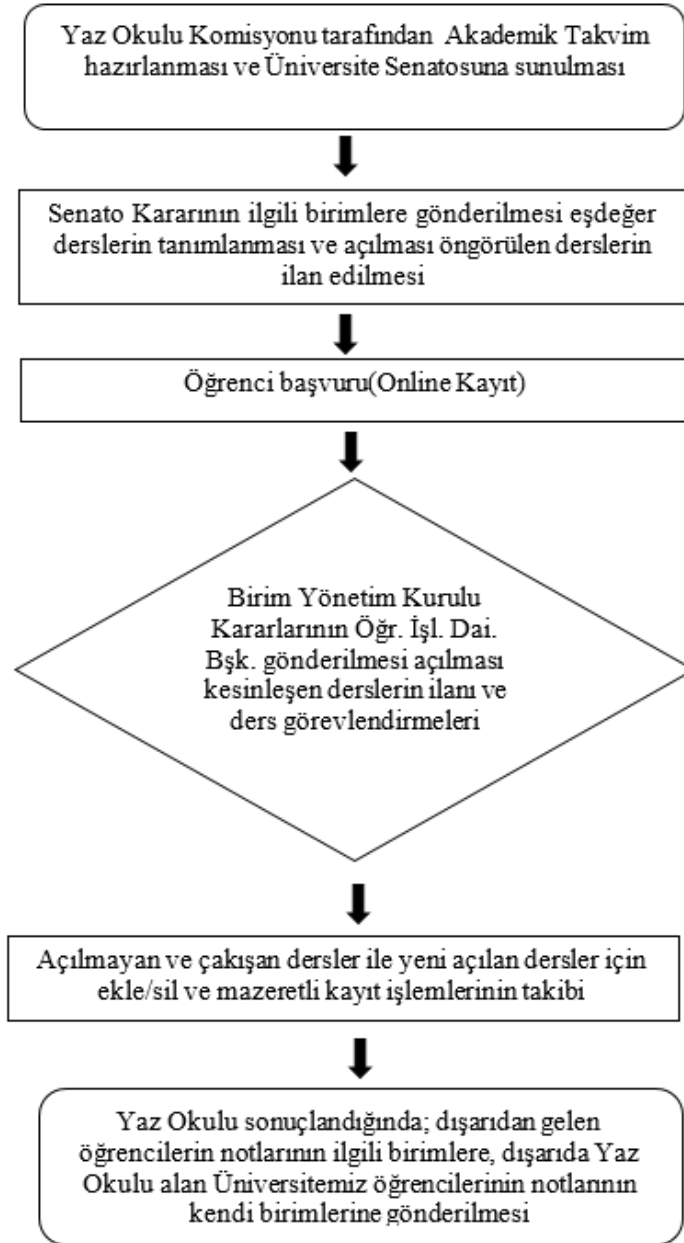 Yaz Okulu Komisyonu tarafından Akademik Takvim
hazırlanması ve Üniversite Senatosuna sunulması
Senato Kararının ilgili birimlere gönderilmesi eşdeğer
derslerin tanımlanması ve açılması öngörülen derslerin
ilan edilmesi
Öğrenci başvuru(Online Kayıt)
Birim Yönetim Kurulu
Kararlarının Öğr. İşl. Dai.
Bşk. gönderilmesi açılması
kesinleşen derslerin ilanı ve
ders görevlendirmeleri
Açılmayan ve çakışan dersler ile yeni açılan dersler için
ekle/sil ve mazeretli kayıt işlemlerinin takibi
Yaz Okulu sonuçlandığında; dışarıdan gelen
öğrencilerin notlarının ilgili birimlere, dışarıda Yaz
Okulu alan Üniversitemiz öğrencilerinin notlarının
kendi birimlerine gönderilmesi